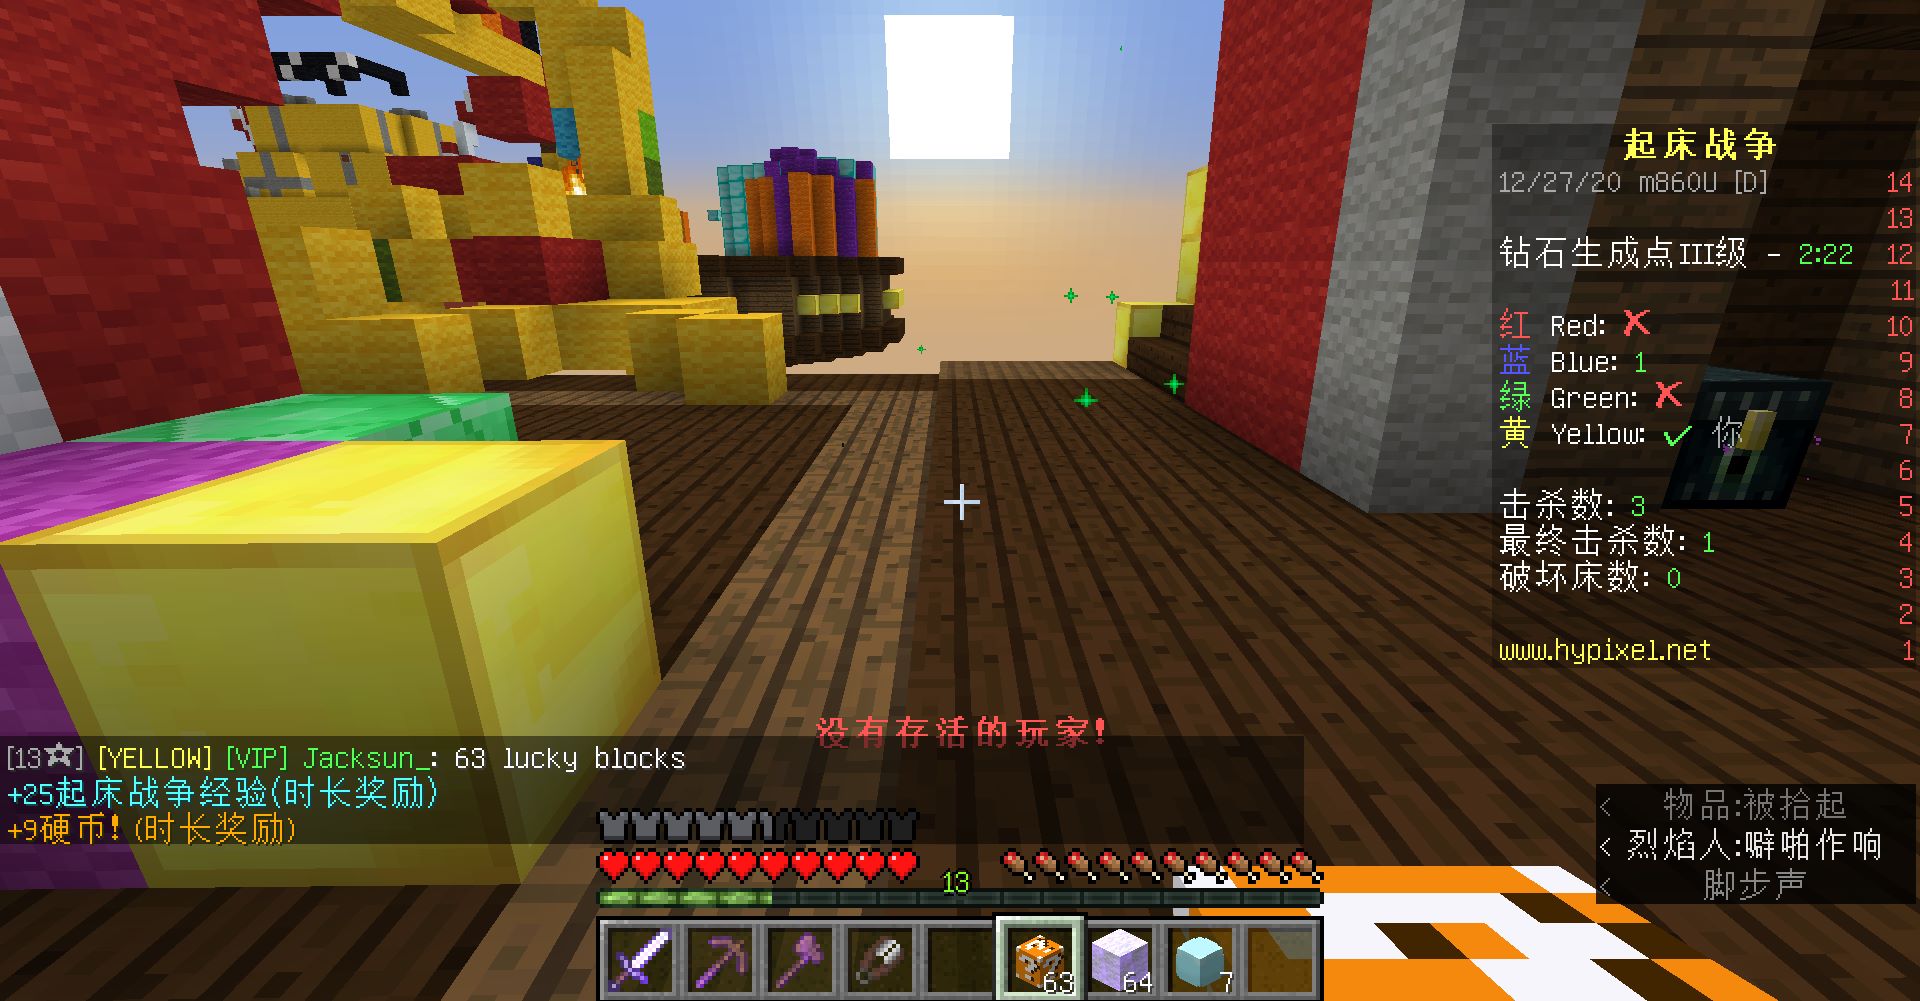 起床战争
12/27/20 m860U [D] 14
13
钻石生成点III级 - 2:22 12
11
红 Red: ✗ 10
蓝 Blue: 1 9
绿 Green: ✗ 8
黄 Yellow: ✓ 你 7
6
击杀数: 3 5
最终击杀数: 1 4
破坏床数: 0 3
2
www.hypixel.net 1
没有存活的玩家!
[13☆] [YELLOW] [VIP] Jacksun_: 63 lucky blocks
+25起床战争经验(时长奖励)
+9硬币! (时长奖励)
< 物品:被拾起
< 烈焰人:噼啪作响
< 脚步声
13
63 64 7